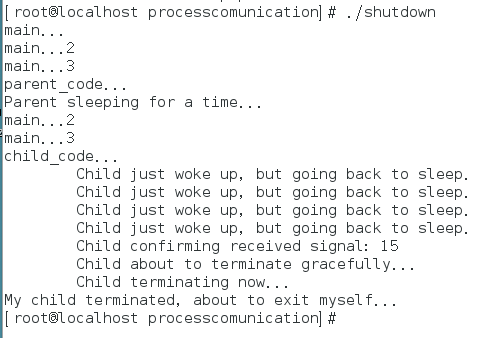 [root@localhost processcomunication]# ./shutdown
main...
main...2
main...3
parent_code...
Parent sleeping for a time...
main...2
main...3
child_code...
Child just woke up, but going back to sleep.
Child just woke up, but going back to sleep.
Child just woke up, but going back to sleep.
Child just woke up, but going back to sleep.
Child confirming received signal: 15
Child about to terminate gracefully...
Child terminating now...
My child terminated, about to exit myself...
[root@localhost processcomunication]#